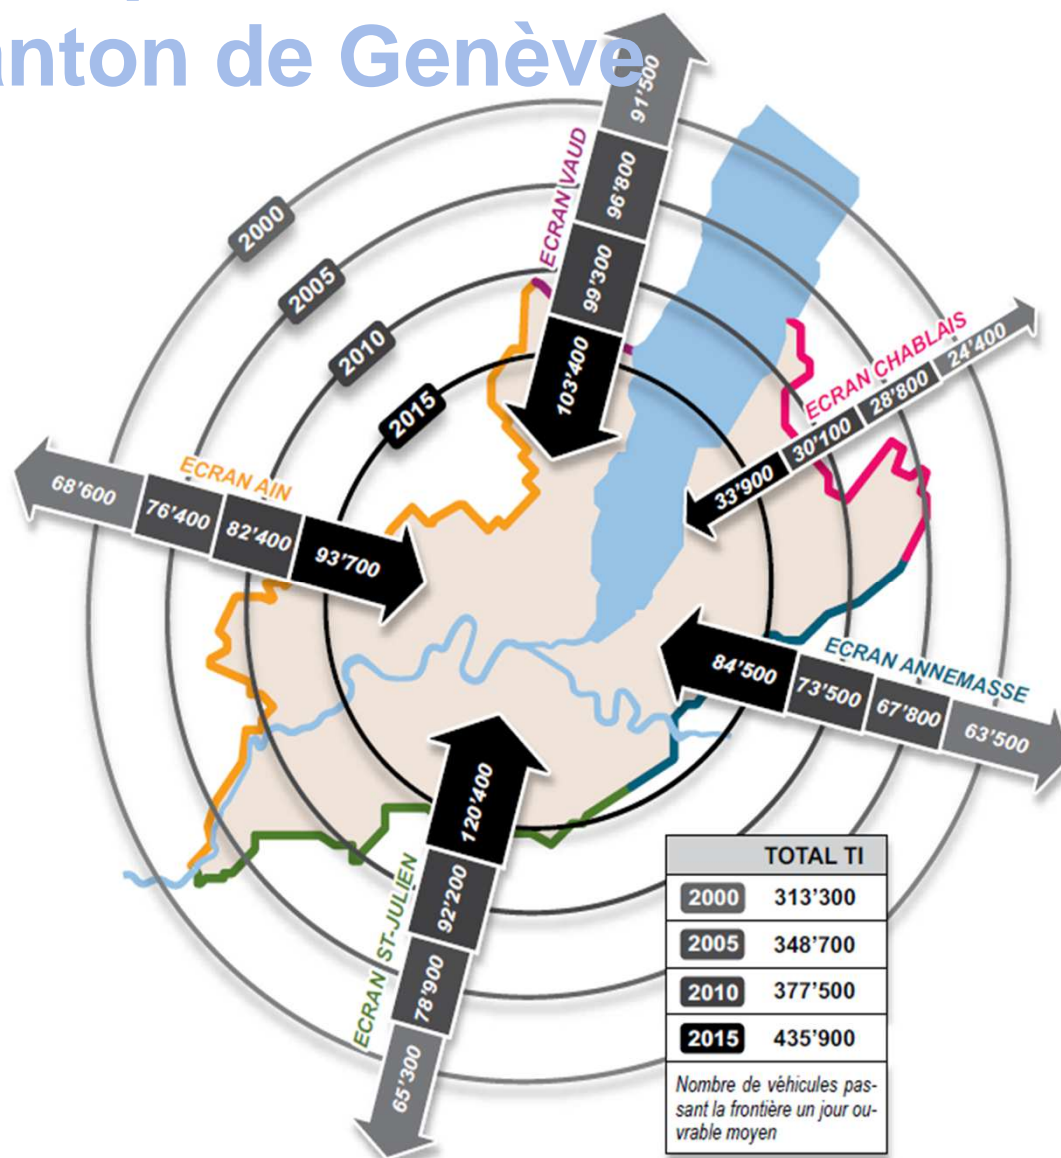 anton de Genève
91'500
96'800
99'300
103'400
ECRAN VAUD
2000
2005
2010
2015
ECRAN CHABLAIS
24'400
28'800
30'100
33'900
ECRAN AIN
68'600
76'400
82'400
93'700
ECRAN ANNEMASSE
84'500
73'500
67'800
63'500
120'400
92'200
78'900
65'300
ECRAN ST-JULIEN
TOTAL TI
2000 313'300
2005 348'700
2010 377'500
2015 435'900
Nombre de véhicules pas-
sant la frontière un jour ou-
vrable moyen